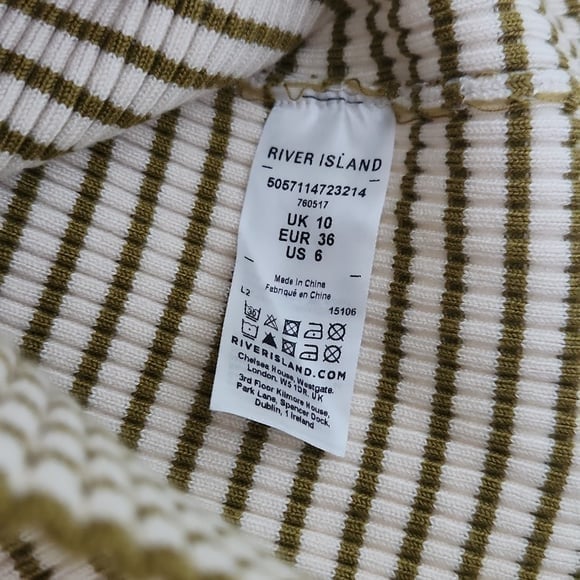 RIVER ISLAND
5057114723214
760517
UK 10
EUR 36
US 6
Made in China
Fabriqué en Chine
L2 15106
30
RIVERISLAND.COM
Chelsea House, Westgate,
London. W5 1DR. UK
3rd Floor Kilmore House,
Park Lane, Spencer Dock,
Dublin, 1 Ireland